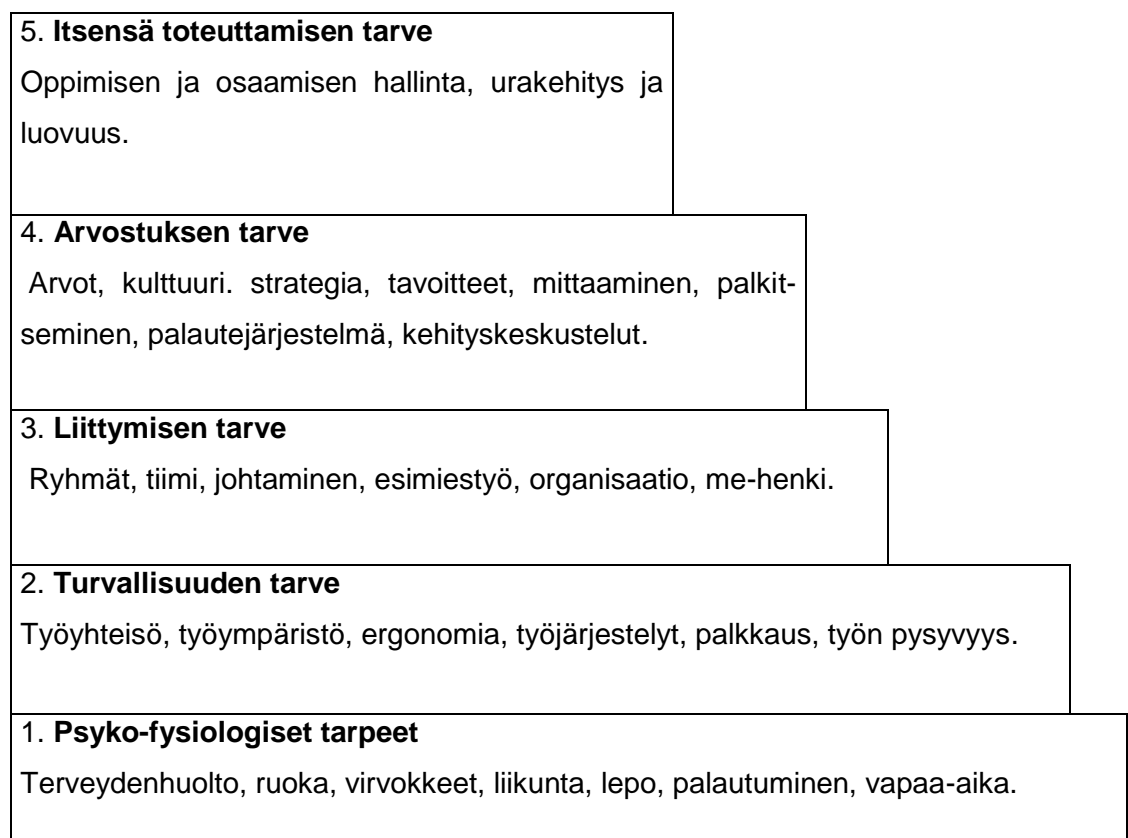 5. Itsensä toteuttamisen tarve
Oppimisen ja osaamisen hallinta, urakehitys ja
luovuus.
4. Arvostuksen tarve
Arvot, kulttuuri. strategia, tavoitteet, mittaaminen, palkit-
seminen, palautejärjestelmä, kehityskeskustelut.
3. Liittymisen tarve
Ryhmät, tiimi, johtaminen, esimiestyö, organisaatio, me-henki.
2. Turvallisuuden tarve
Työyhteisö, työympäristö, ergonomia, työjärjestelyt, palkkaus, työn pysyvyys.
1. Psyko-fysiologiset tarpeet
Terveydenhuolto, ruoka, virvokkeet, liikunta, lepo, palautuminen, vapaa-aika.